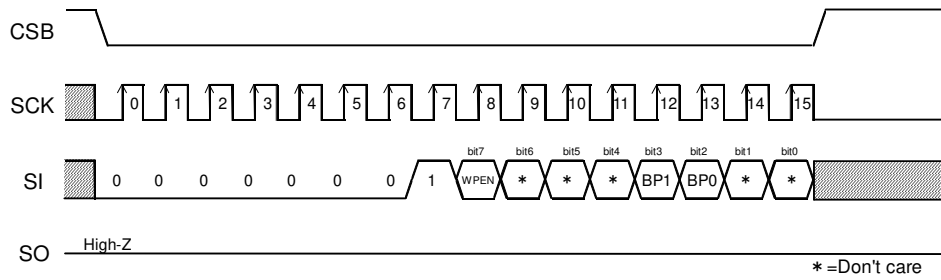 CSB
SCK 0 1 2 3 4 5 6 7 8 9 10 11 12 13 14 15
bit7 bit6 bit5 bit4 bit3 bit2 bit1 bit0
SI 0 0 0 0 0 0 0 1 WPEN * * * BP1 BP0 * *
High-Z
SO
* =Don't care